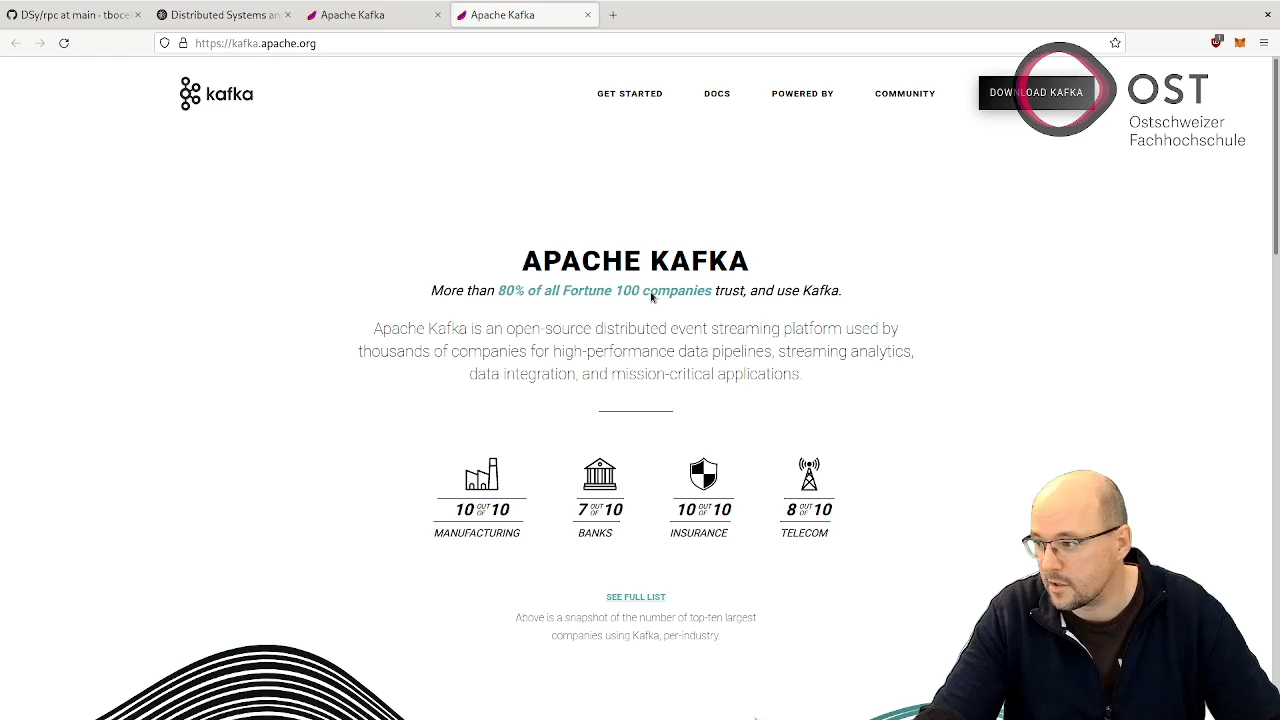 DSy/rpc at main · tbocel
Distributed Systems and
Apache Kafka
Apache Kafka
https://kafka.apache.org
kafka
GET STARTED
DOCS
POWERED BY
COMMUNITY
DOWNLOAD KAFKA
OST
Ostschweizer
Fachhochschule
APACHE KAFKA
More than 80% of all Fortune 100 companies trust, and use Kafka.
Apache Kafka is an open-source distributed event streaming platform used by
thousands of companies for high-performance data pipelines, streaming analytics,
data integration, and mission-critical applications.
10 OUT OF 10
7 OUT OF 10
10 OUT OF 10
8 OUT OF 10
MANUFACTURING
BANKS
INSURANCE
TELECOM
SEE FULL LIST
Above is a snapshot of the number of top-ten largest
companies using Kafka, per-industry.